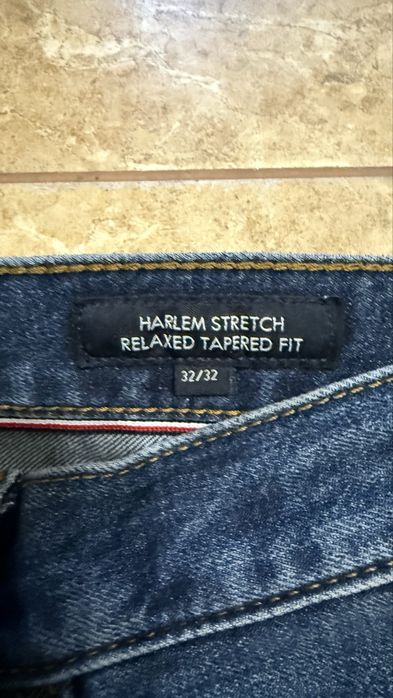 HARLEM STRETCH
RELAXED TAPERED FIT
32/32